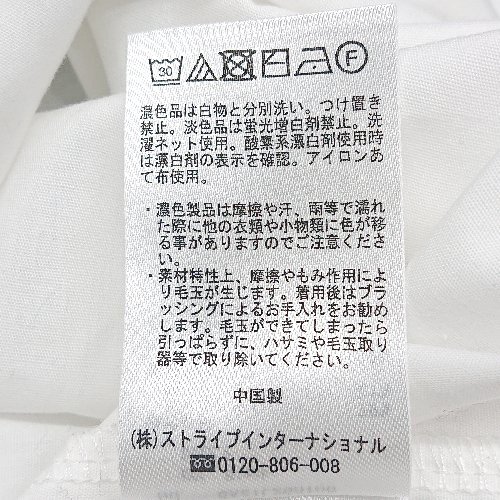 30 F
濃色品は白物と分別洗い。つけ置き
禁止。淡色品は蛍光増白剤禁止。洗
濯ネット使用。酸素系漂白剤使用時
は漂白剤の表示を確認。アイロンあ
て布使用。
・濃色製品は摩擦や汗、雨等で濡れ
た際に他の衣類や小物類に色が移
る事がありますのでご注意くださ
い。
・素材特性上、摩擦やもみ作用によ
り毛玉が生じます。着用後はブラ
ッシングによるお手入れをお勧め
します。毛玉ができてしまったら
引っぱらずに、ハサミや毛玉取り
器等で取り除いてください。
中国製
(株)ストライプインターナショナル
0120-806-008